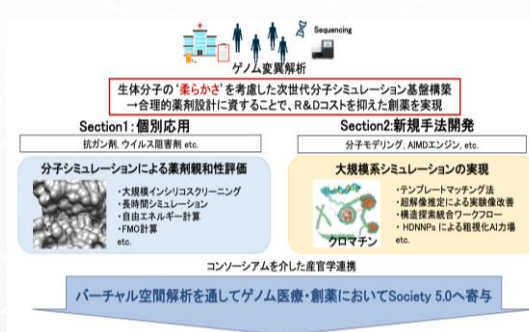 Sequencing
ゲノム変異解析
生体分子の‘柔らかさ’を考慮した次世代分子シミュレーション基盤構築
→合理的薬剤設計に資することで、R&Dコストを抑えた創薬を実現
Section1：個別応用
抗ガン剤, ウイルス阻害剤 etc.
分子シミュレーションによる薬剤親和性評価
・大規模インシリコスクリーニング
・長時間シミュレーション
・自由エネルギー計算
・FMO計算
etc.
Section2:新規手法開発
分子モデリング, AIMDエンジン, etc.
大規模系シミュレーションの実現
・テンプレートマッチング法
・超解像推定による実験像改善
・構造探索統合ワークフロー
・HDNNPsによる粗視化AI力場
etc.
クロマチン
コンソーシアムを介した産官学連携
バーチャル空間解析を通してゲノム医療・創薬においてSociety 5.0へ寄与